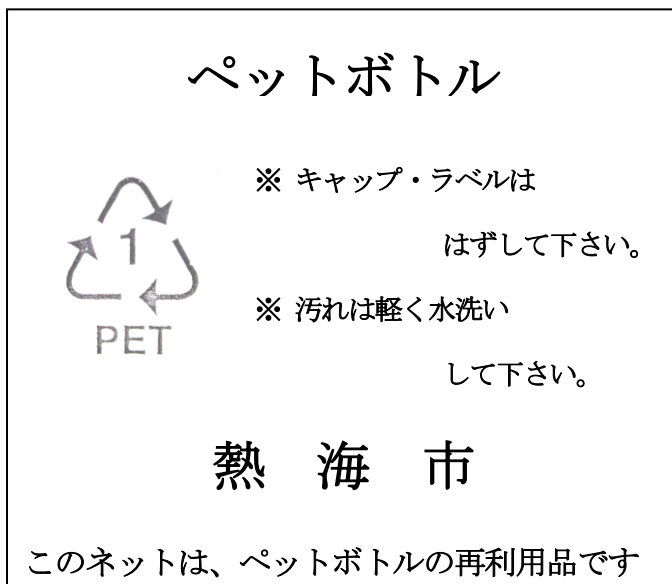 ペットボトル
※ キャップ・ラベルは
はずして下さい。
1
PET
※ 汚れは軽く水洗い
して下さい。
熱 海 市
このネットは、ペットボトルの再利用品です